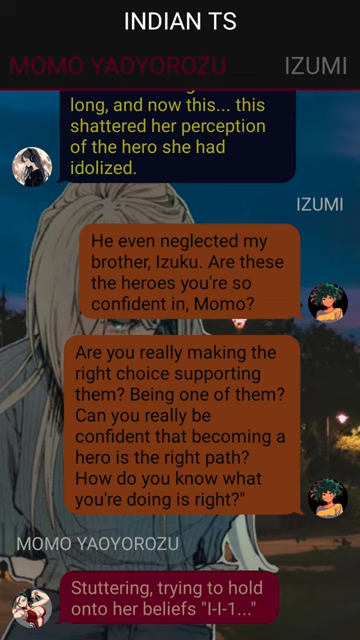 INDIAN TS
MOMO YAOYOROZU IZUMI
long, and now this... this
shattered her perception
of the hero she had
idolized.
IZUMI
He even neglected my
brother, Izuku. Are these
the heroes you're so
confident in, Momo?
Are you really making the
right choice supporting
them? Being one of them?
Can you really be
confident that becoming a
hero is the right path?
How do you know what
you're doing is right?"
MOMO YAOYOROZU
Stuttering, trying to hold
onto her beliefs "I-I-1..."